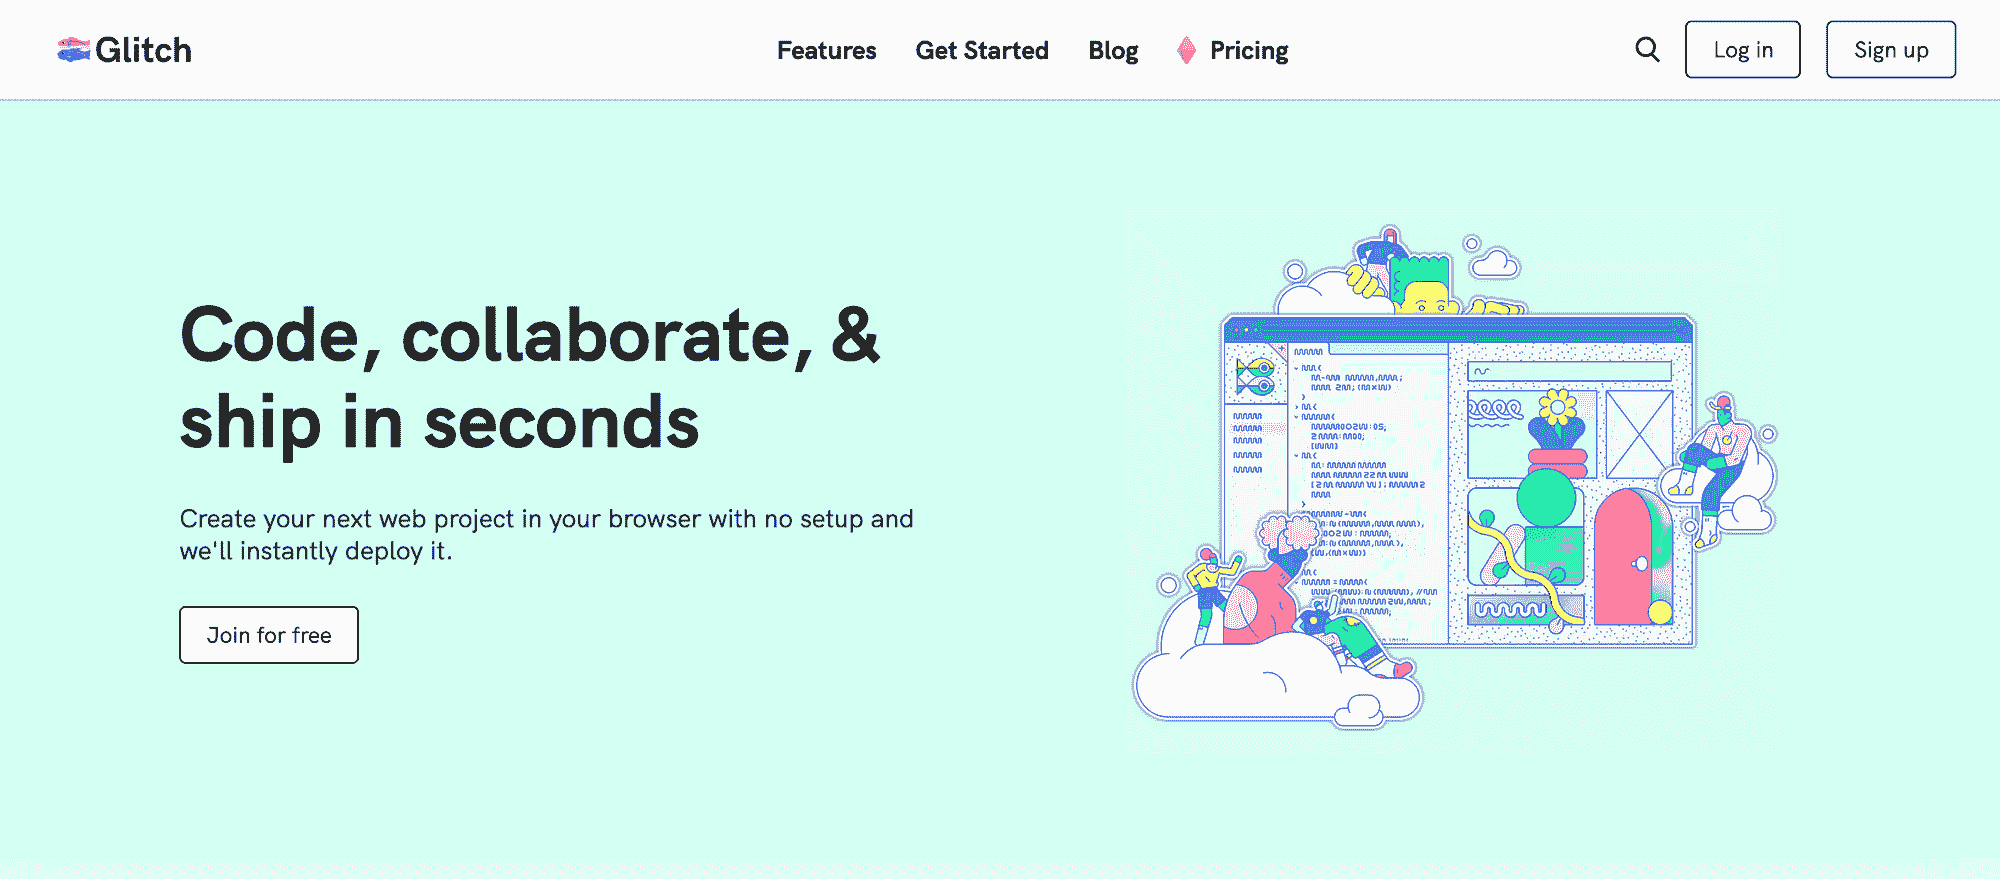 Glitch
Features Get Started Blog Pricing
Log in Sign up
Code, collaborate, &
ship in seconds
Create your next web project in your browser with no setup and
we'll instantly deploy it.
Join for free